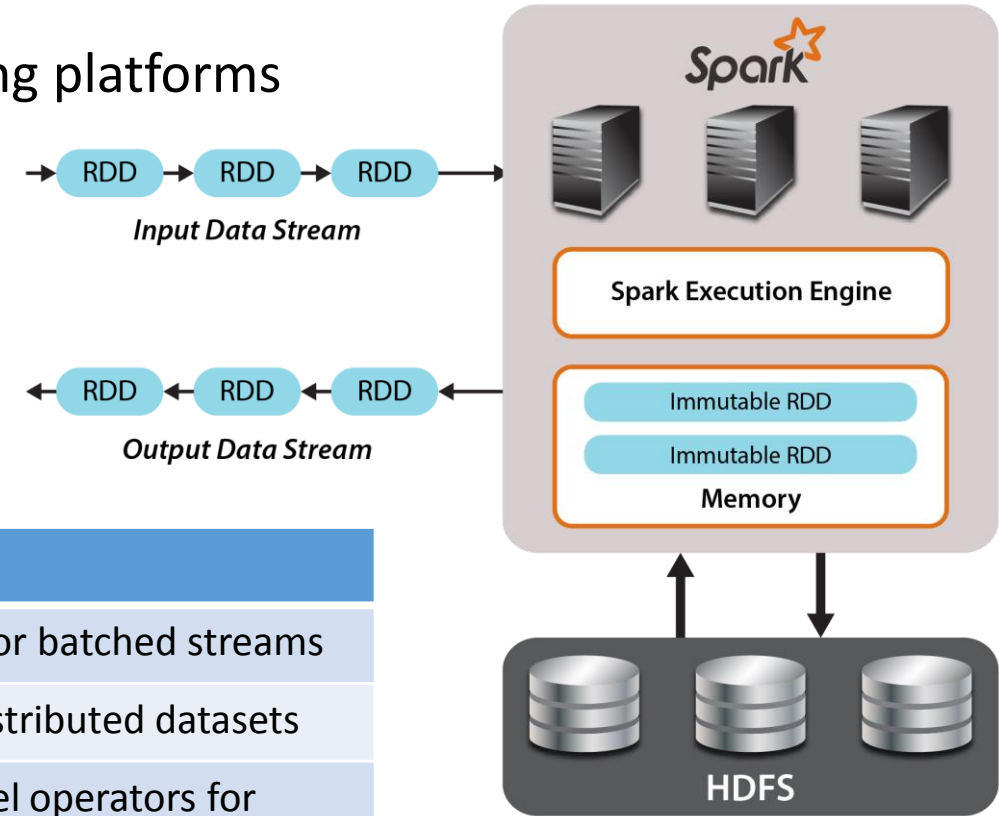 ng platforms
Spark
RDD RDD RDD
Input Data Stream
Spark Execution Engine
RDD RDD RDD
Output Data Stream
Immutable RDD
Immutable RDD
Memory
or batched streams
stributed datasets
el operators for
HDFS